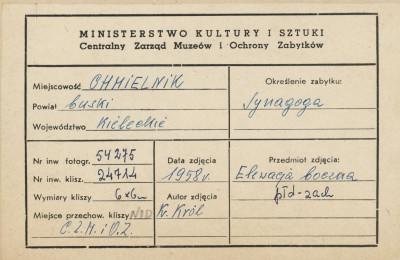 MINISTERSTWO KULTURY I SZTUKI
Centralny Zarząd Muzeów i Ochrony Zabytków
Miejscowość CHMIELNIK
Powiat buski
Województwo Kieleckie
Określenie zabytku:
Synagoga
Nr inw fotogr. 54275
Nr inw. klisz. 24714
Wymiary kliszy 6x6cm
Miejsce przechow. kliszy NID
C.Z.M. i O.Z.
Data zdjęcia
1958 r.
Autor zdjęcia
K. Król
Przedmiot zdjęcia:
Elewacja boczna
płd-zach